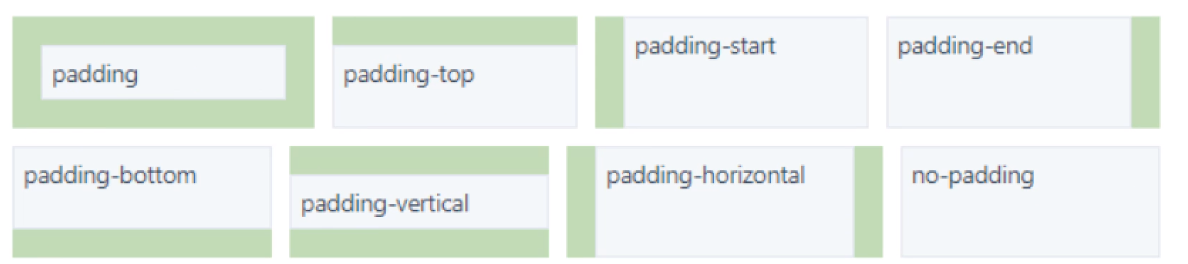 padding
padding-top
padding-start
padding-end
padding-bottom
padding-vertical
padding-horizontal
no-padding